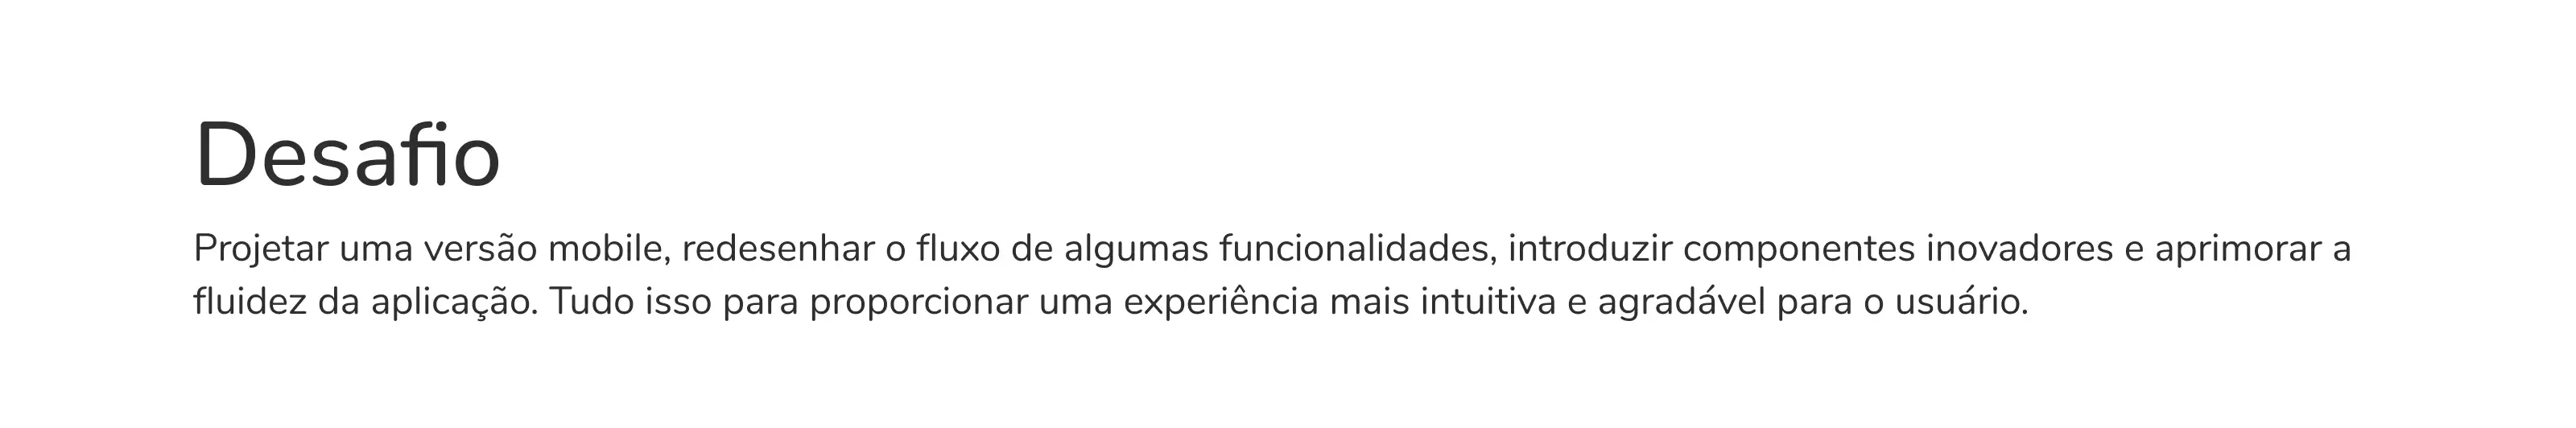 Desafio
Projetar uma versão mobile, redesenhar o fluxo de algumas funcionalidades, introduzir componentes inovadores e aprimorar a
fluidez da aplicação. Tudo isso para proporcionar uma experiência mais intuitiva e agradável para o usuário.